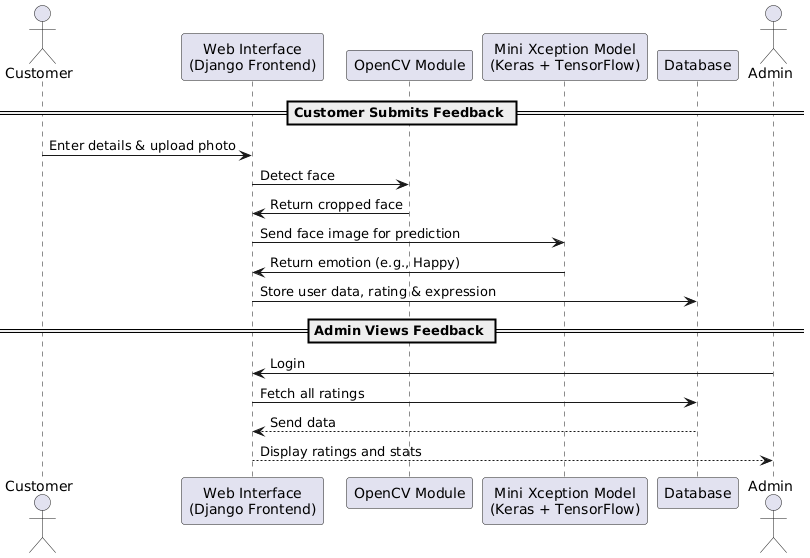 Customer
Web Interface
(Django Frontend)
OpenCV Module
Mini Xception Model
(Keras + TensorFlow)
Database
Admin
Customer Submits Feedback
Enter details & upload photo
Detect face
Return cropped face
Send face image for prediction
Return emotion (e.g., Happy)
Store user data, rating & expression
Admin Views Feedback
Login
Fetch all ratings
Send data
Display ratings and stats
Customer
Web Interface
(Django Frontend)
OpenCV Module
Mini Xception Model
(Keras + TensorFlow)
Database
Admin